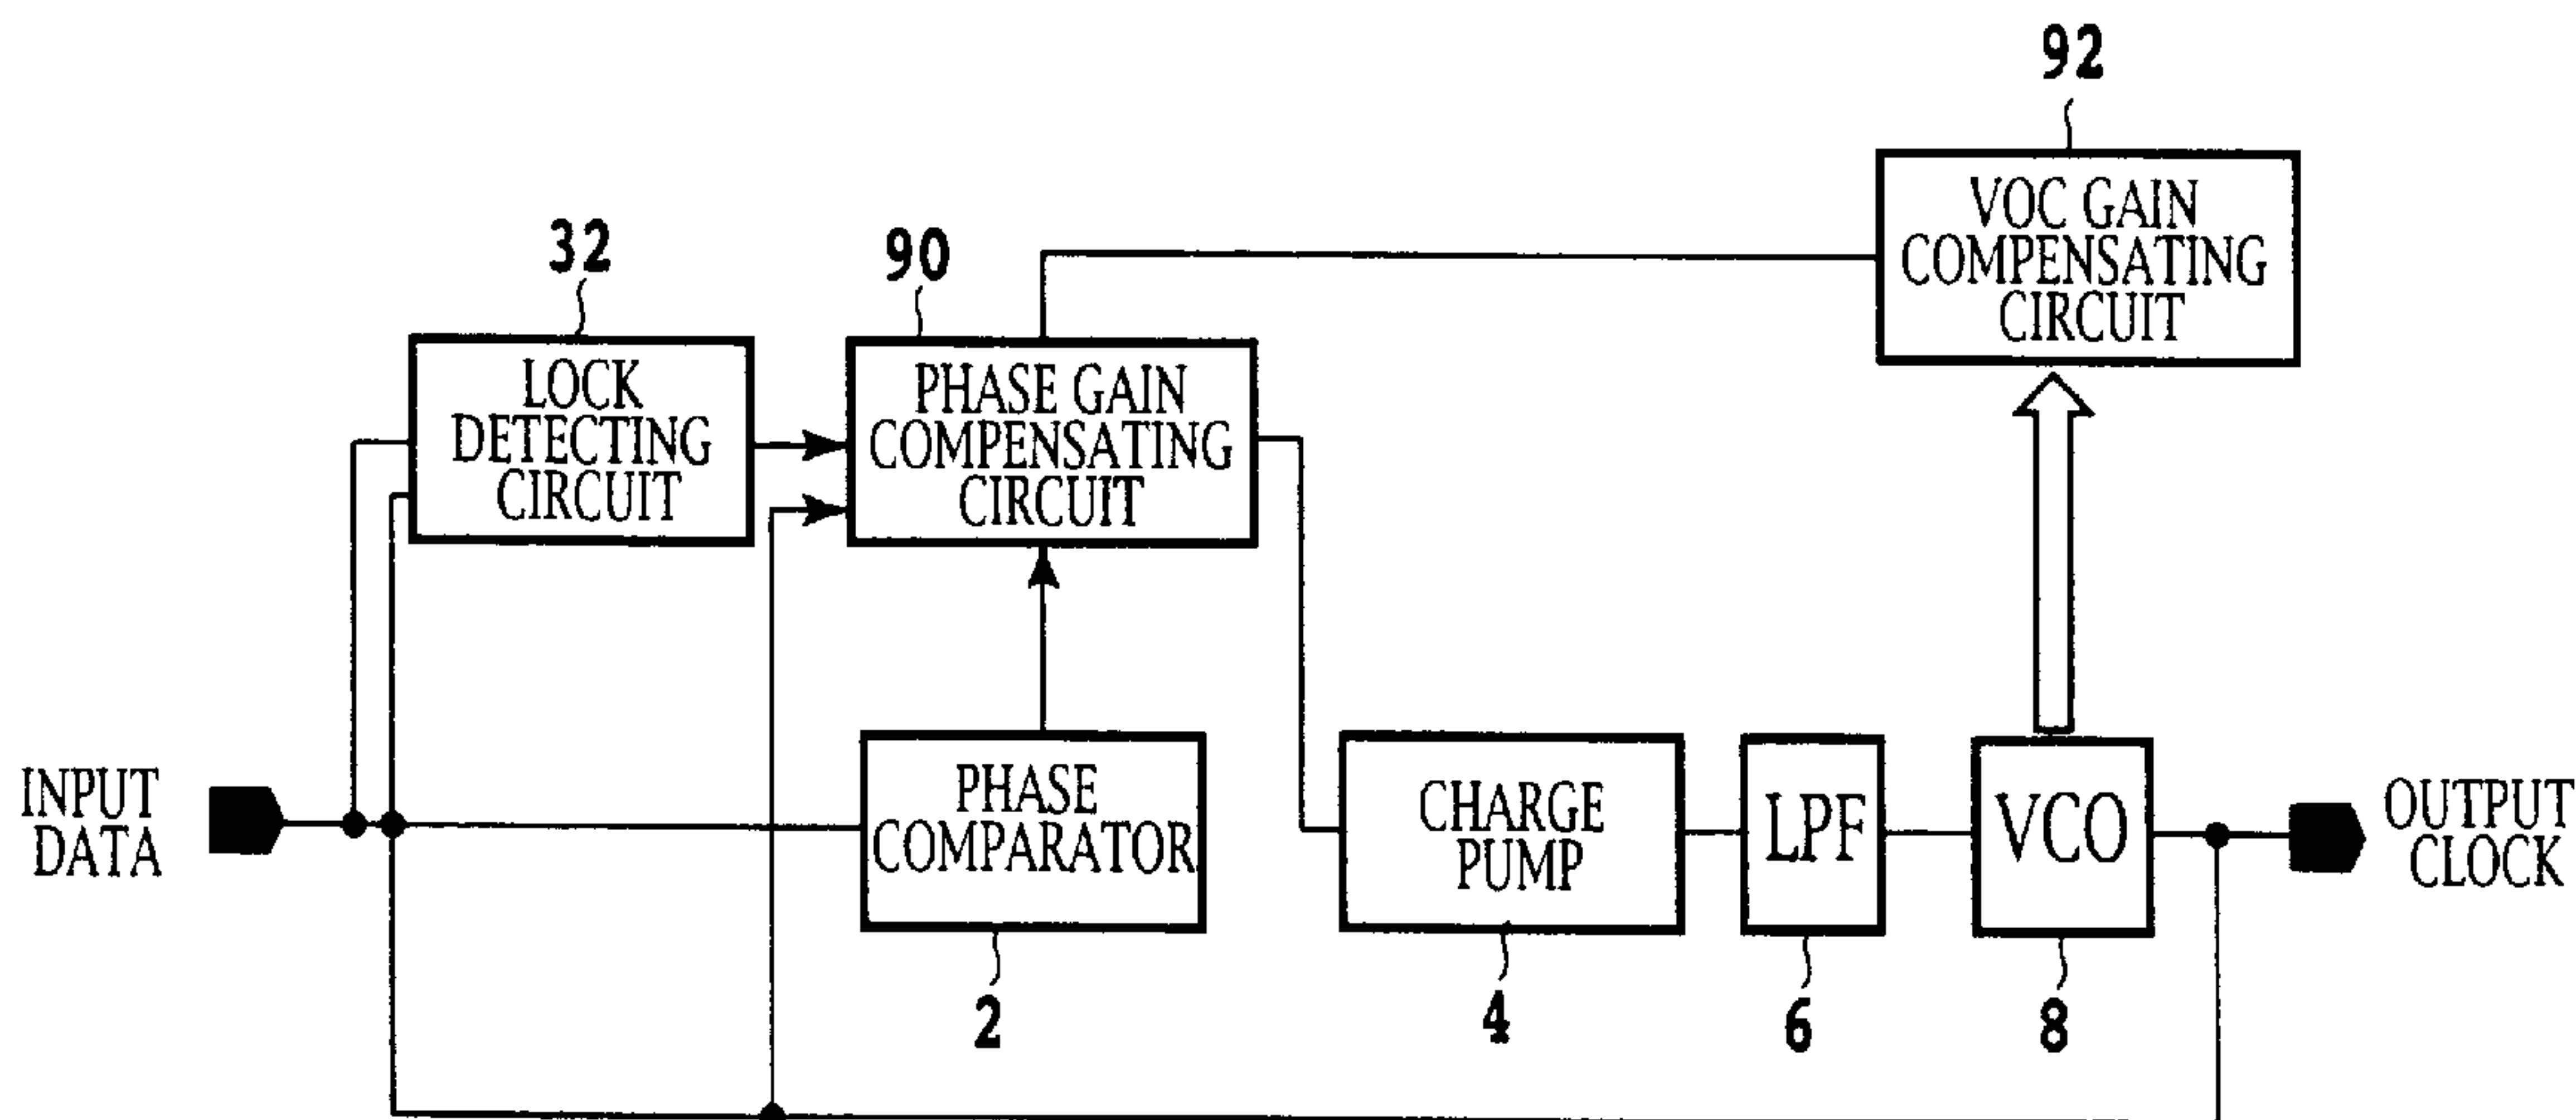 92
VOC GAIN
COMPENSATING
CIRCUIT
32
90
LOCK
DETECTING
CIRCUIT
PHASE GAIN
COMPENSATING
CIRCUIT
INPUT
DATA
PHASE
COMPARATOR
CHARGE
PUMP
LPF
VCO
OUTPUT
CLOCK
2
4
6
8